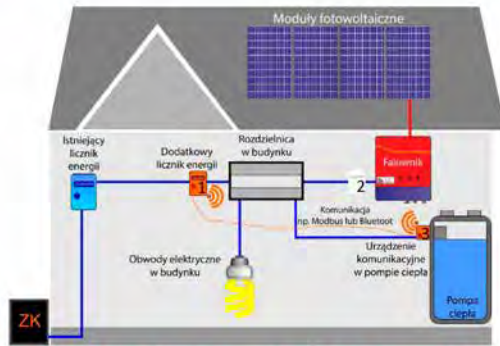 Moduły fotowoltaiczne
Istniejący
licznik
energii
Dodatkowy
licznik energii
Rozdzielnica
w budynku
Falownik
1
2
Komunikacja
np. Modbus lub Bluetoot
3
Urządzenie
komunikacyjne
w pompie ciepła
Obwody elektryczne
w budynku
Pompa
ciepła
ZK